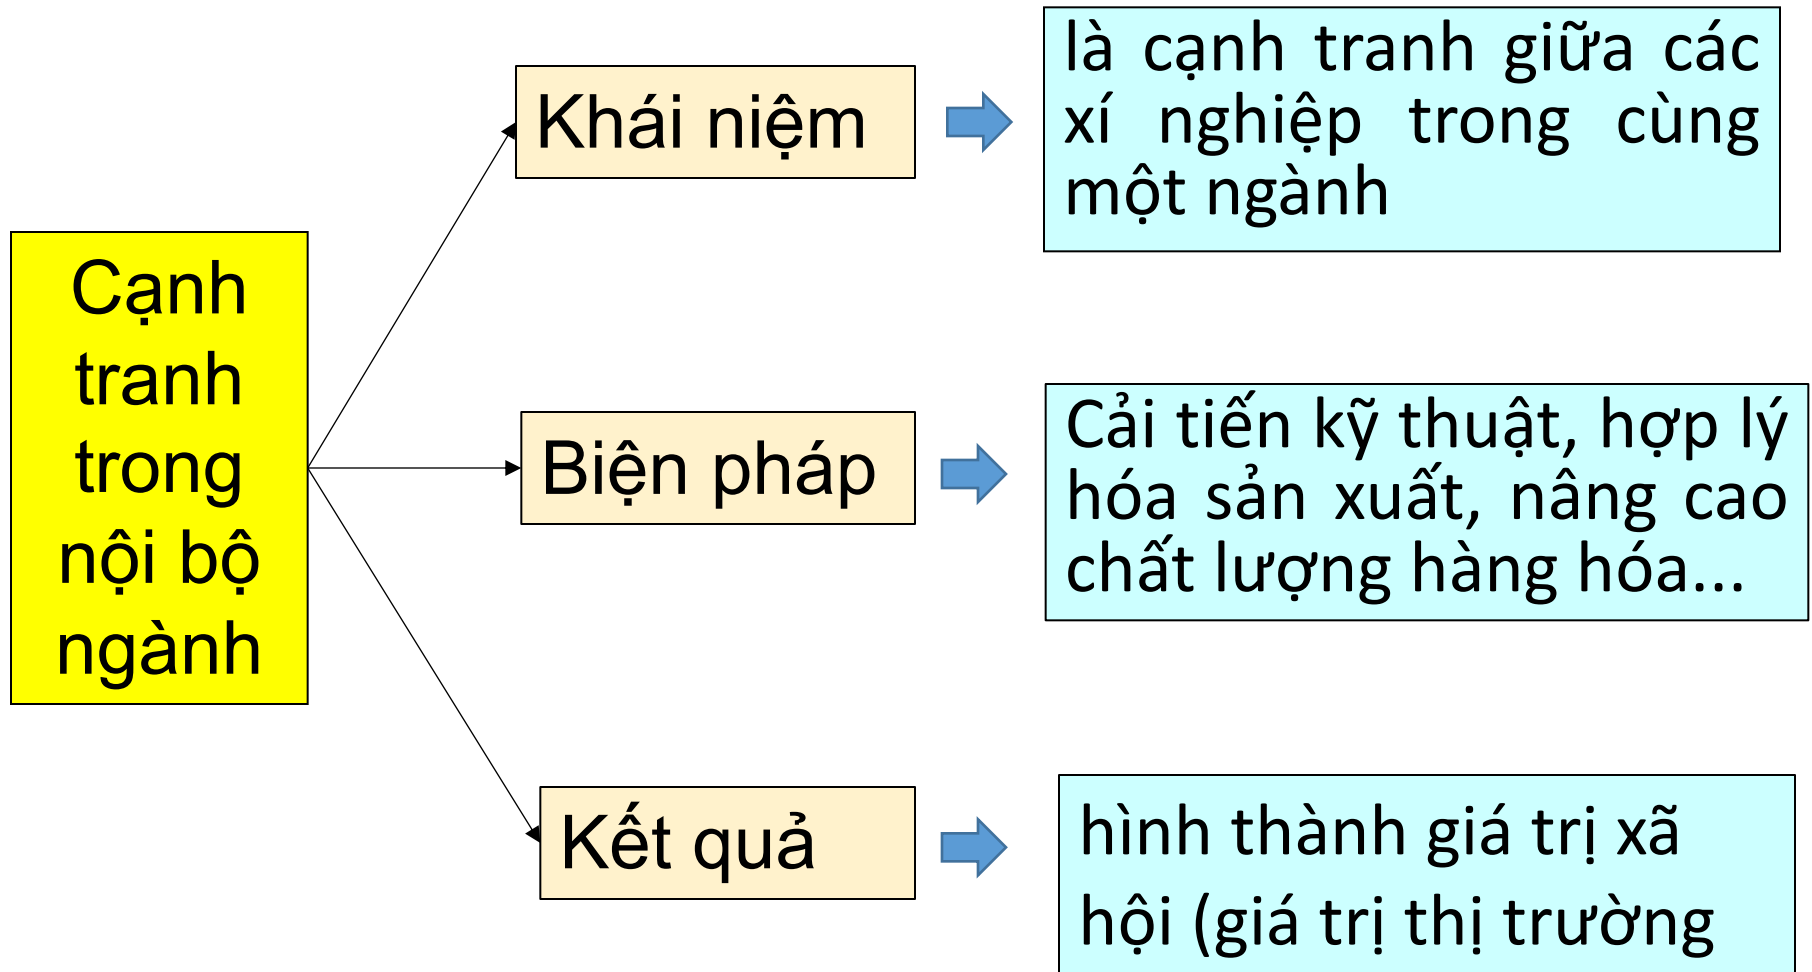 Cạnh
tranh
trong
nội bộ
ngành
Khái niệm
là cạnh tranh giữa các
xí nghiệp trong cùng
một ngành
Biện pháp
Cải tiến kỹ thuật, hợp lý
hóa sản xuất, nâng cao
chất lượng hàng hóa...
Kết quả
hình thành giá trị xã
hội (giá trị thị trường